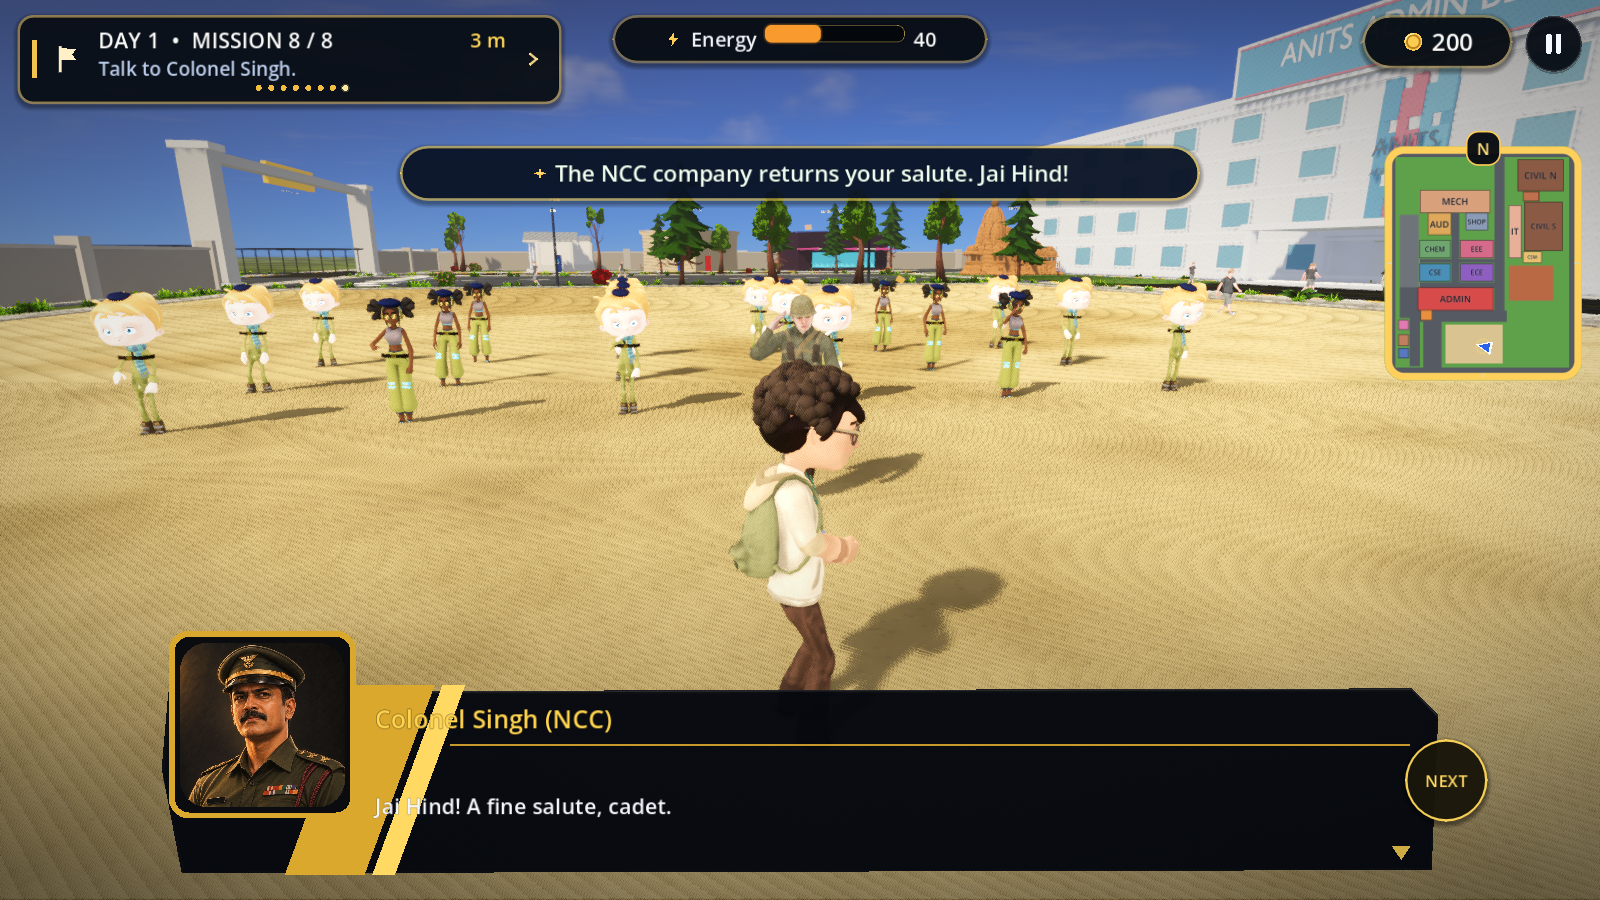 DAY 1 • MISSION 8 / 8
3 m
Talk to Colonel Singh.
Energy
40
200
ANITS ADMIN
ANITS
The NCC company returns your salute. Jai Hind!
N
CIVIL N
MECH
AUD
SHOP
IT
CIVIL S
CHEM
EEE
CSE
ECE
ADMIN
Colonel Singh (NCC)
Jai Hind! A fine salute, cadet.
NEXT